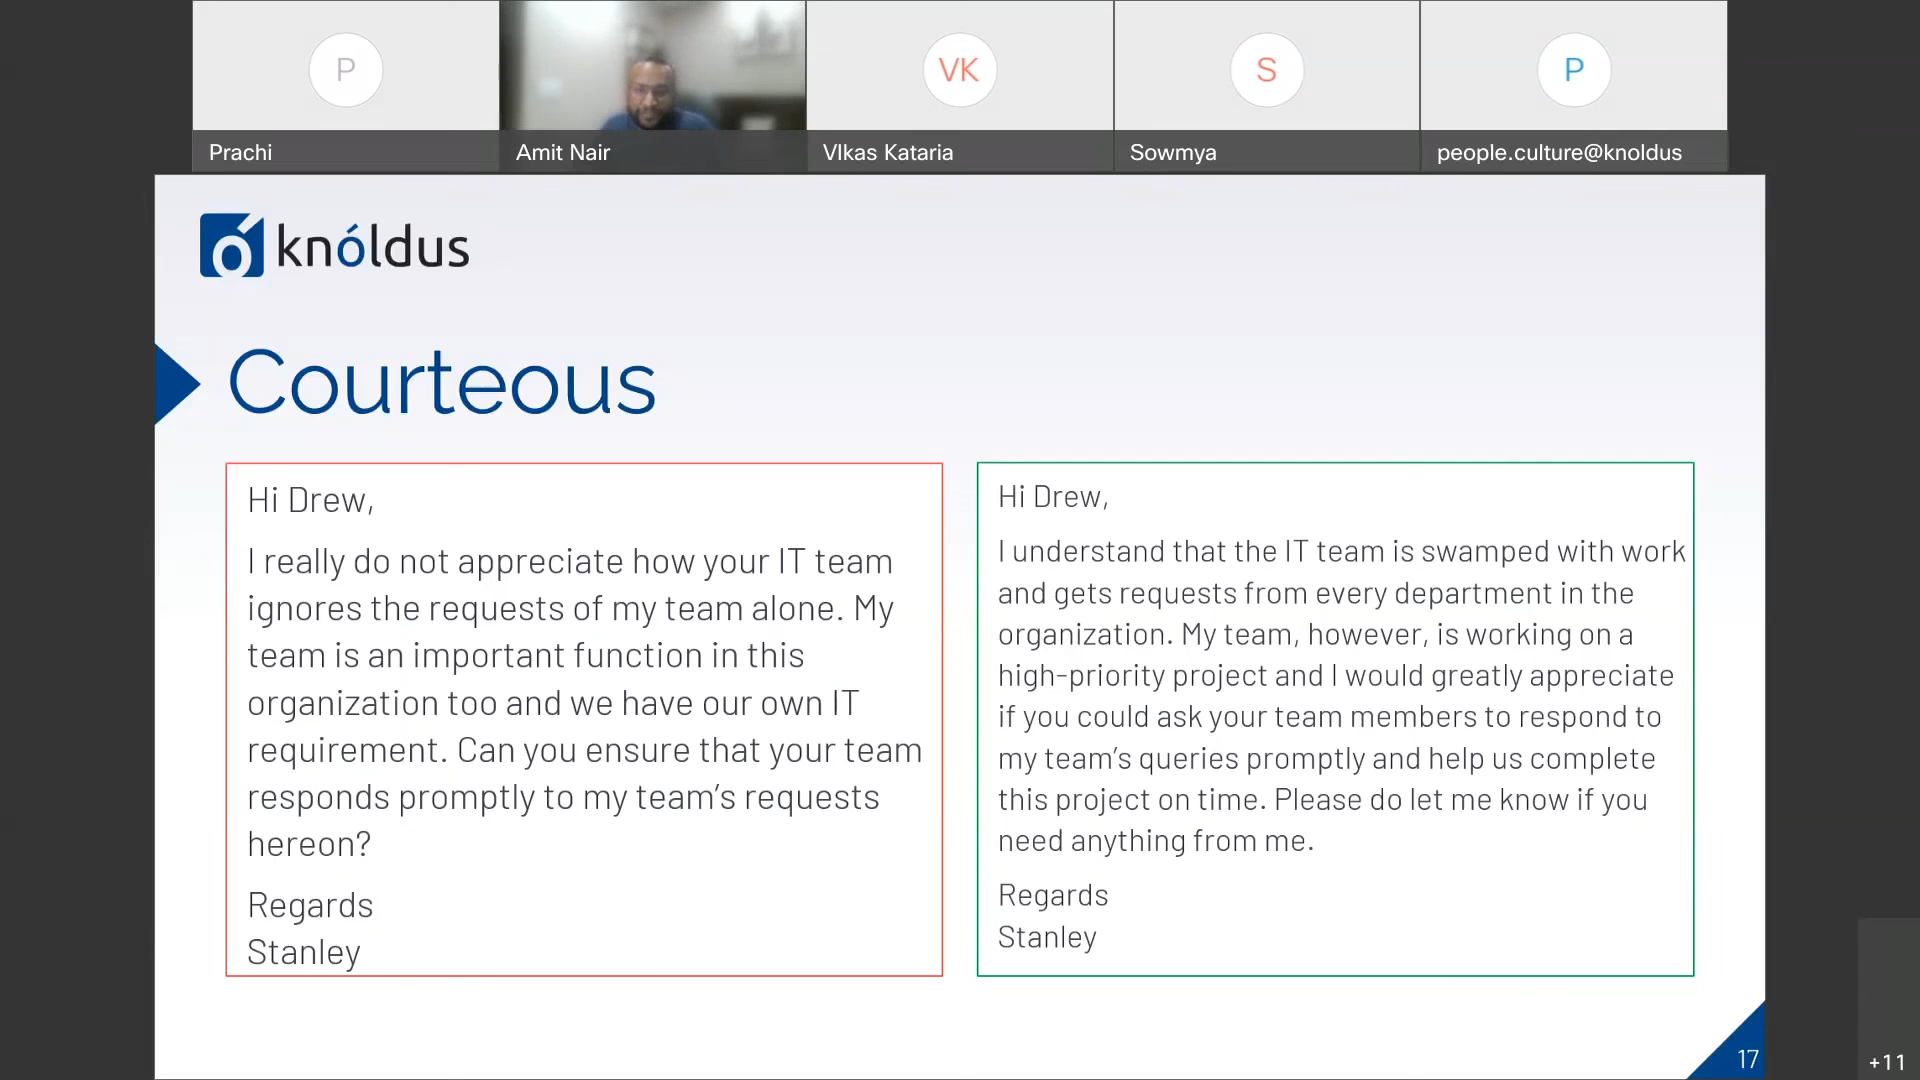 P
VK
S
P
Prachi
Amit Nair
VIkas Kataria
Sowmya
people.culture@knoldus
ó knóldus
Courteous
Hi Drew,
I really do not appreciate how your IT team
ignores the requests of my team alone. My
team is an important function in this
organization too and we have our own IT
requirement. Can you ensure that your team
responds promptly to my team’s requests
hereon?
Regards
Stanley
Hi Drew,
I understand that the IT team is swamped with work
and gets requests from every department in the
organization. My team, however, is working on a
high-priority project and I would greatly appreciate
if you could ask your team members to respond to
my team’s queries promptly and help us complete
this project on time. Please do let me know if you
need anything from me.
Regards
Stanley
17
+11